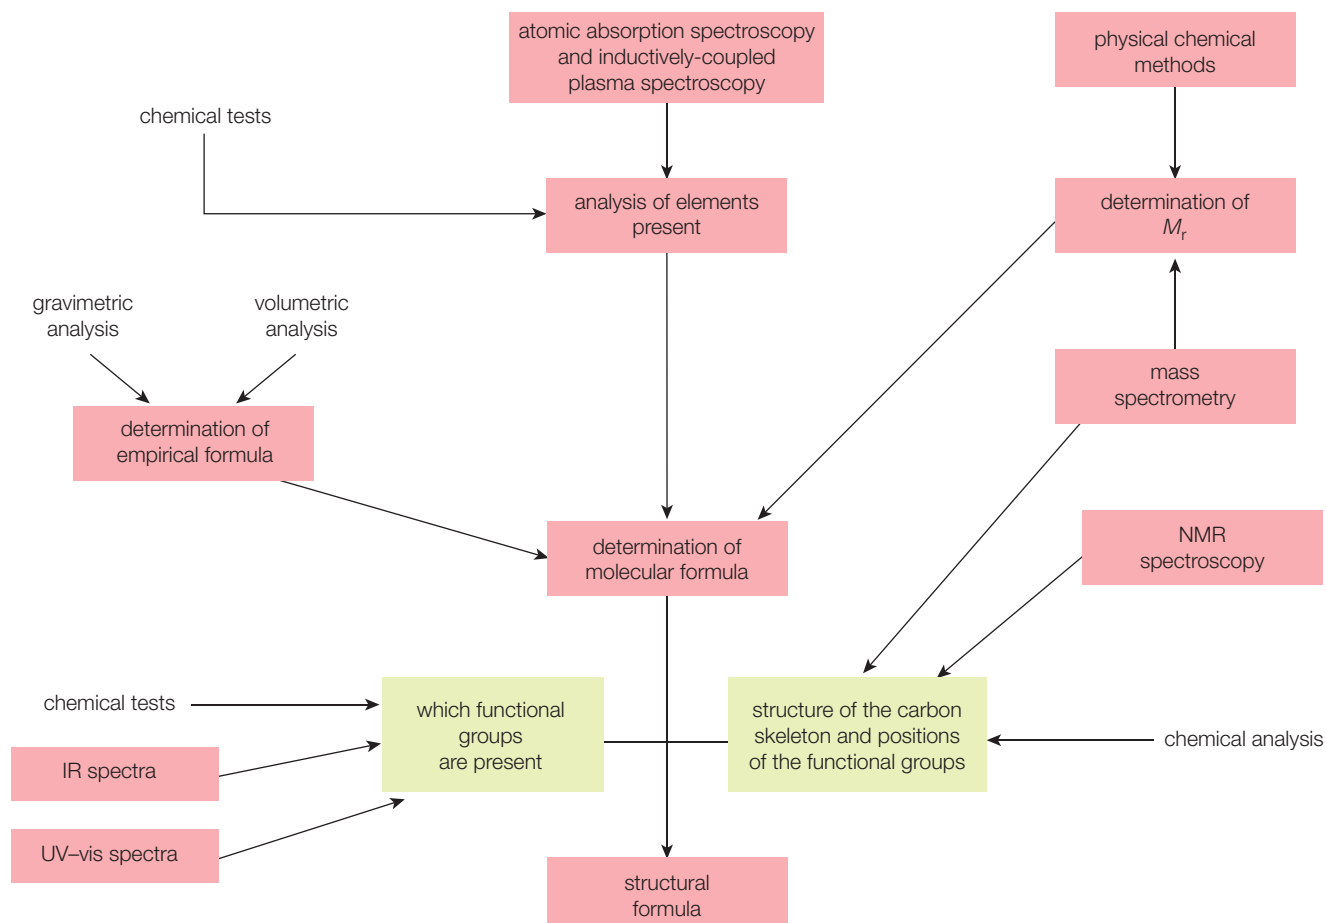 atomic absorption spectroscopy
and inductively-coupled
plasma spectroscopy
physical chemical
methods
chemical tests
analysis of elements
present
determination of
Mr
gravimetric
analysis
volumetric
analysis
mass
spectrometry
determination of
empirical formula
NMR
spectroscopy
determination of
molecular formula
chemical tests
which functional
groups
are present
structure of the carbon
skeleton and positions
of the functional groups
chemical analysis
IR spectra
UV–vis spectra
structural
formula